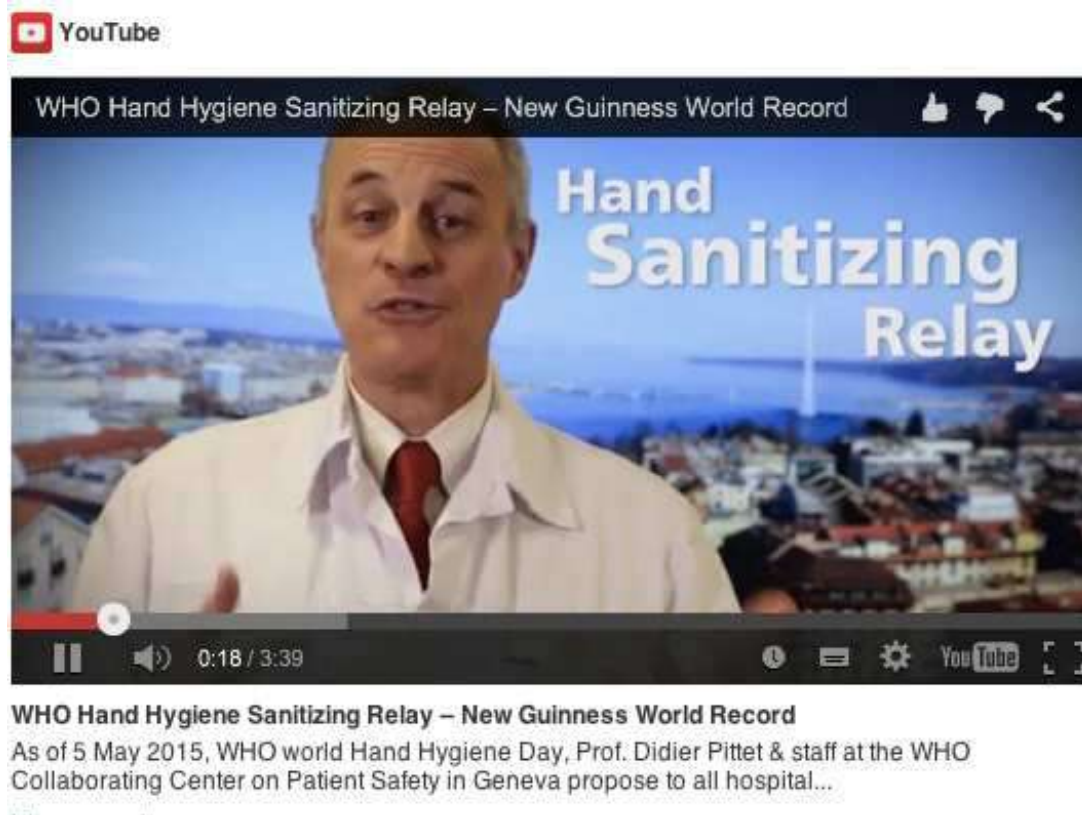 YouTube
WHO Hand Hygiene Sanitizing Relay – New Guinness World Record
Hand
Sanitizing
Relay
0:18 / 3:39
YouTube
WHO Hand Hygiene Sanitizing Relay – New Guinness World Record
As of 5 May 2015, WHO world Hand Hygiene Day, Prof. Didier Pittet & staff at the WHO
Collaborating Center on Patient Safety in Geneva propose to all hospital...